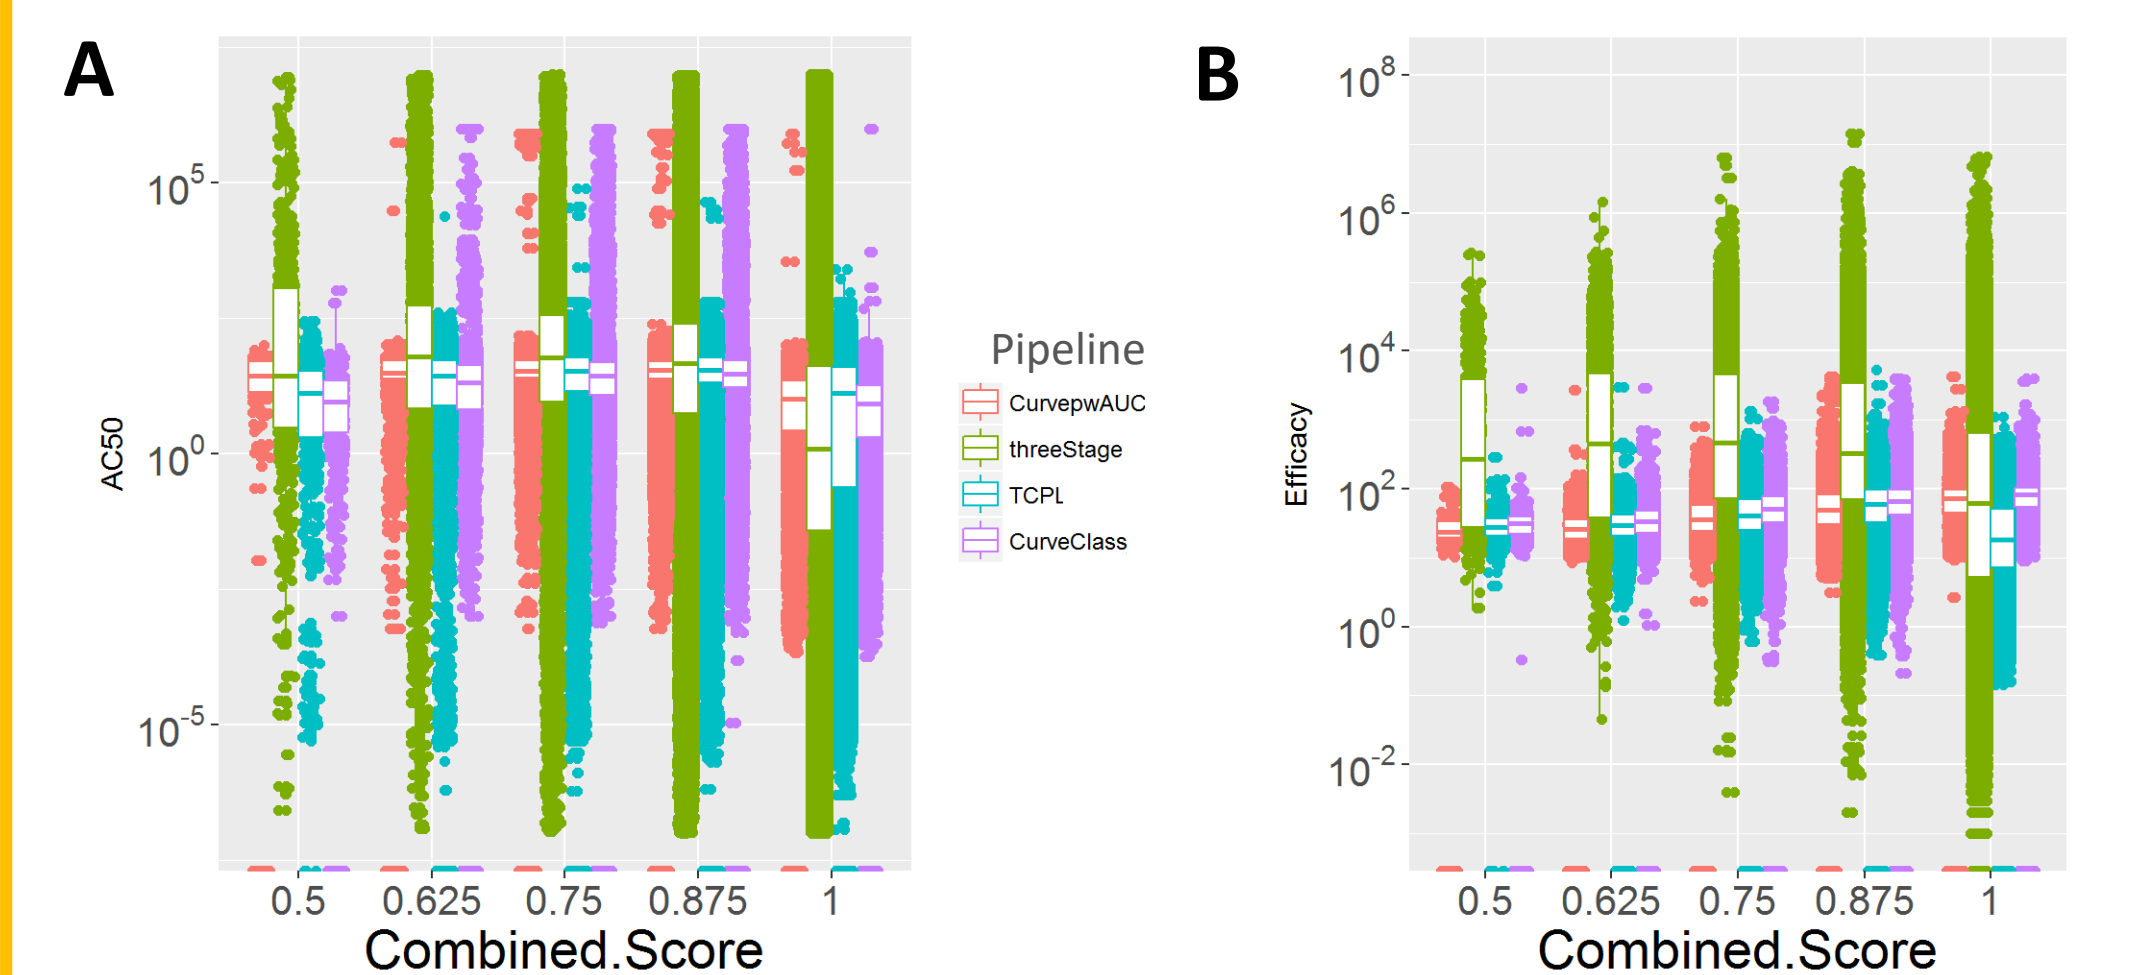 A
AC50
10^5
10^0
10^-5
0.5 0.625 0.75 0.875 1
Combined.Score
Pipeline
CurvepwAUC
threeStage
TCPL
CurveClass
B
Efficacy
10^8
10^6
10^4
10^2
10^0
10^-2
0.5 0.625 0.75 0.875 1
Combined.Score